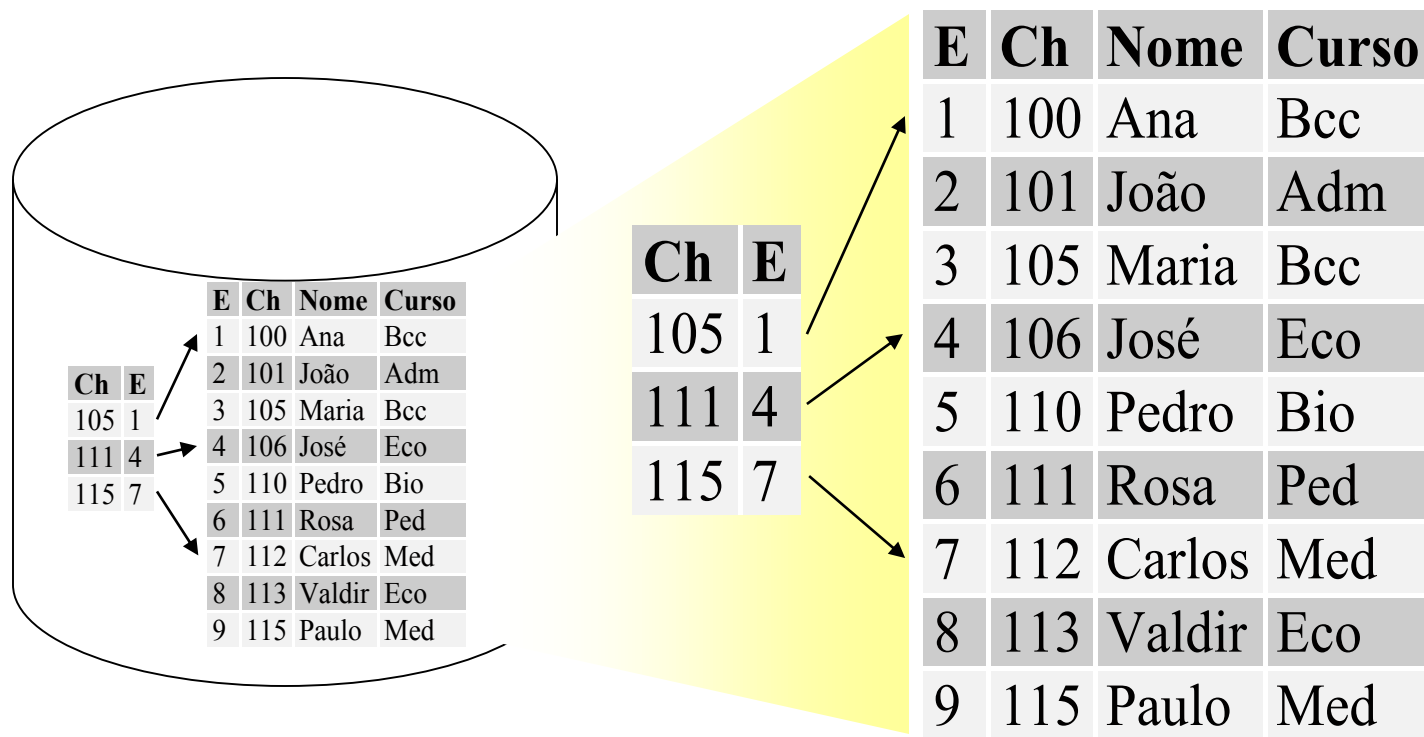 E Ch Nome Curso
1 100 Ana Bcc
2 101 João Adm
3 105 Maria Bcc
4 106 José Eco
5 110 Pedro Bio
6 111 Rosa Ped
7 112 Carlos Med
8 113 Valdir Eco
9 115 Paulo Med
Ch E
105 1
111 4
115 7
Ch E
105 1
111 4
115 7
E Ch Nome Curso
1 100 Ana Bcc
2 101 João Adm
3 105 Maria Bcc
4 106 José Eco
5 110 Pedro Bio
6 111 Rosa Ped
7 112 Carlos Med
8 113 Valdir Eco
9 115 Paulo Med